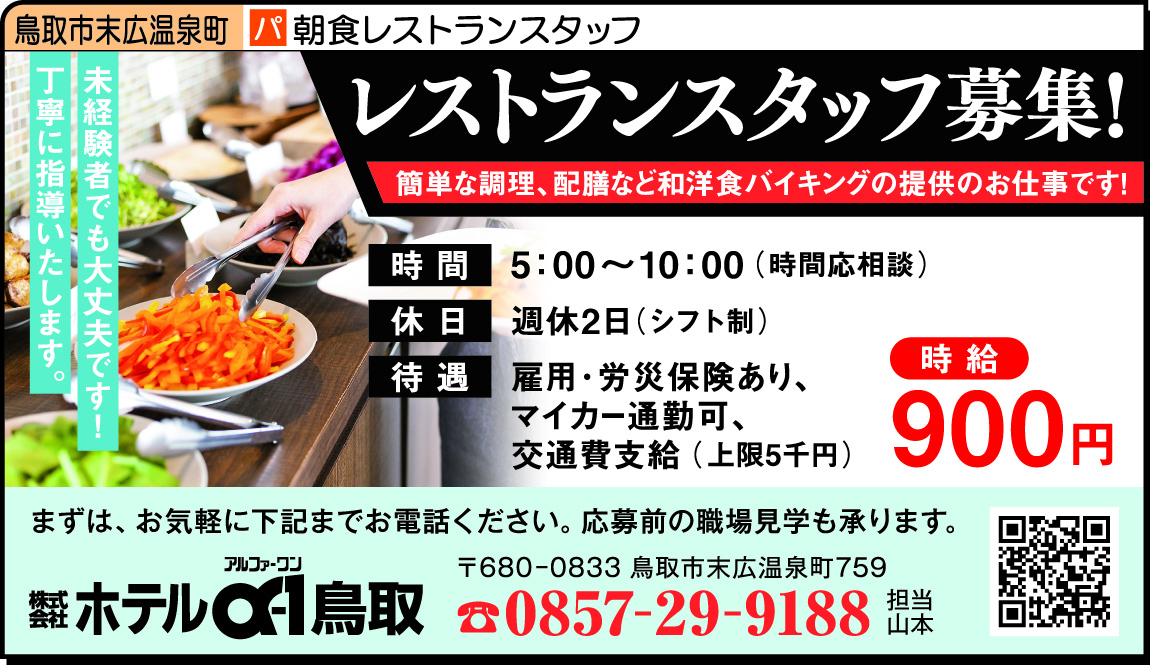 鳥取市末広温泉町
パ 朝食レストランスタッフ
未経験者でも大丈夫です!
丁寧に指導いたします。
レストランスタッフ募集!
簡単な調理、配膳など和洋食バイキングの提供のお仕事です!
時間 5:00～10:00(時間応相談)
休日 週休2日(シフト制)
待遇 雇用・労災保険あり、
マイカー通勤可、
交通費支給(上限5千円)
時給
900円
まずは、お気軽に下記までお電話ください。応募前の職場見学も承ります。
アルファーワン
株式会社 ホテルα-1鳥取
〒680-0833 鳥取市末広温泉町759
☎0857-29-9188 担当
山本